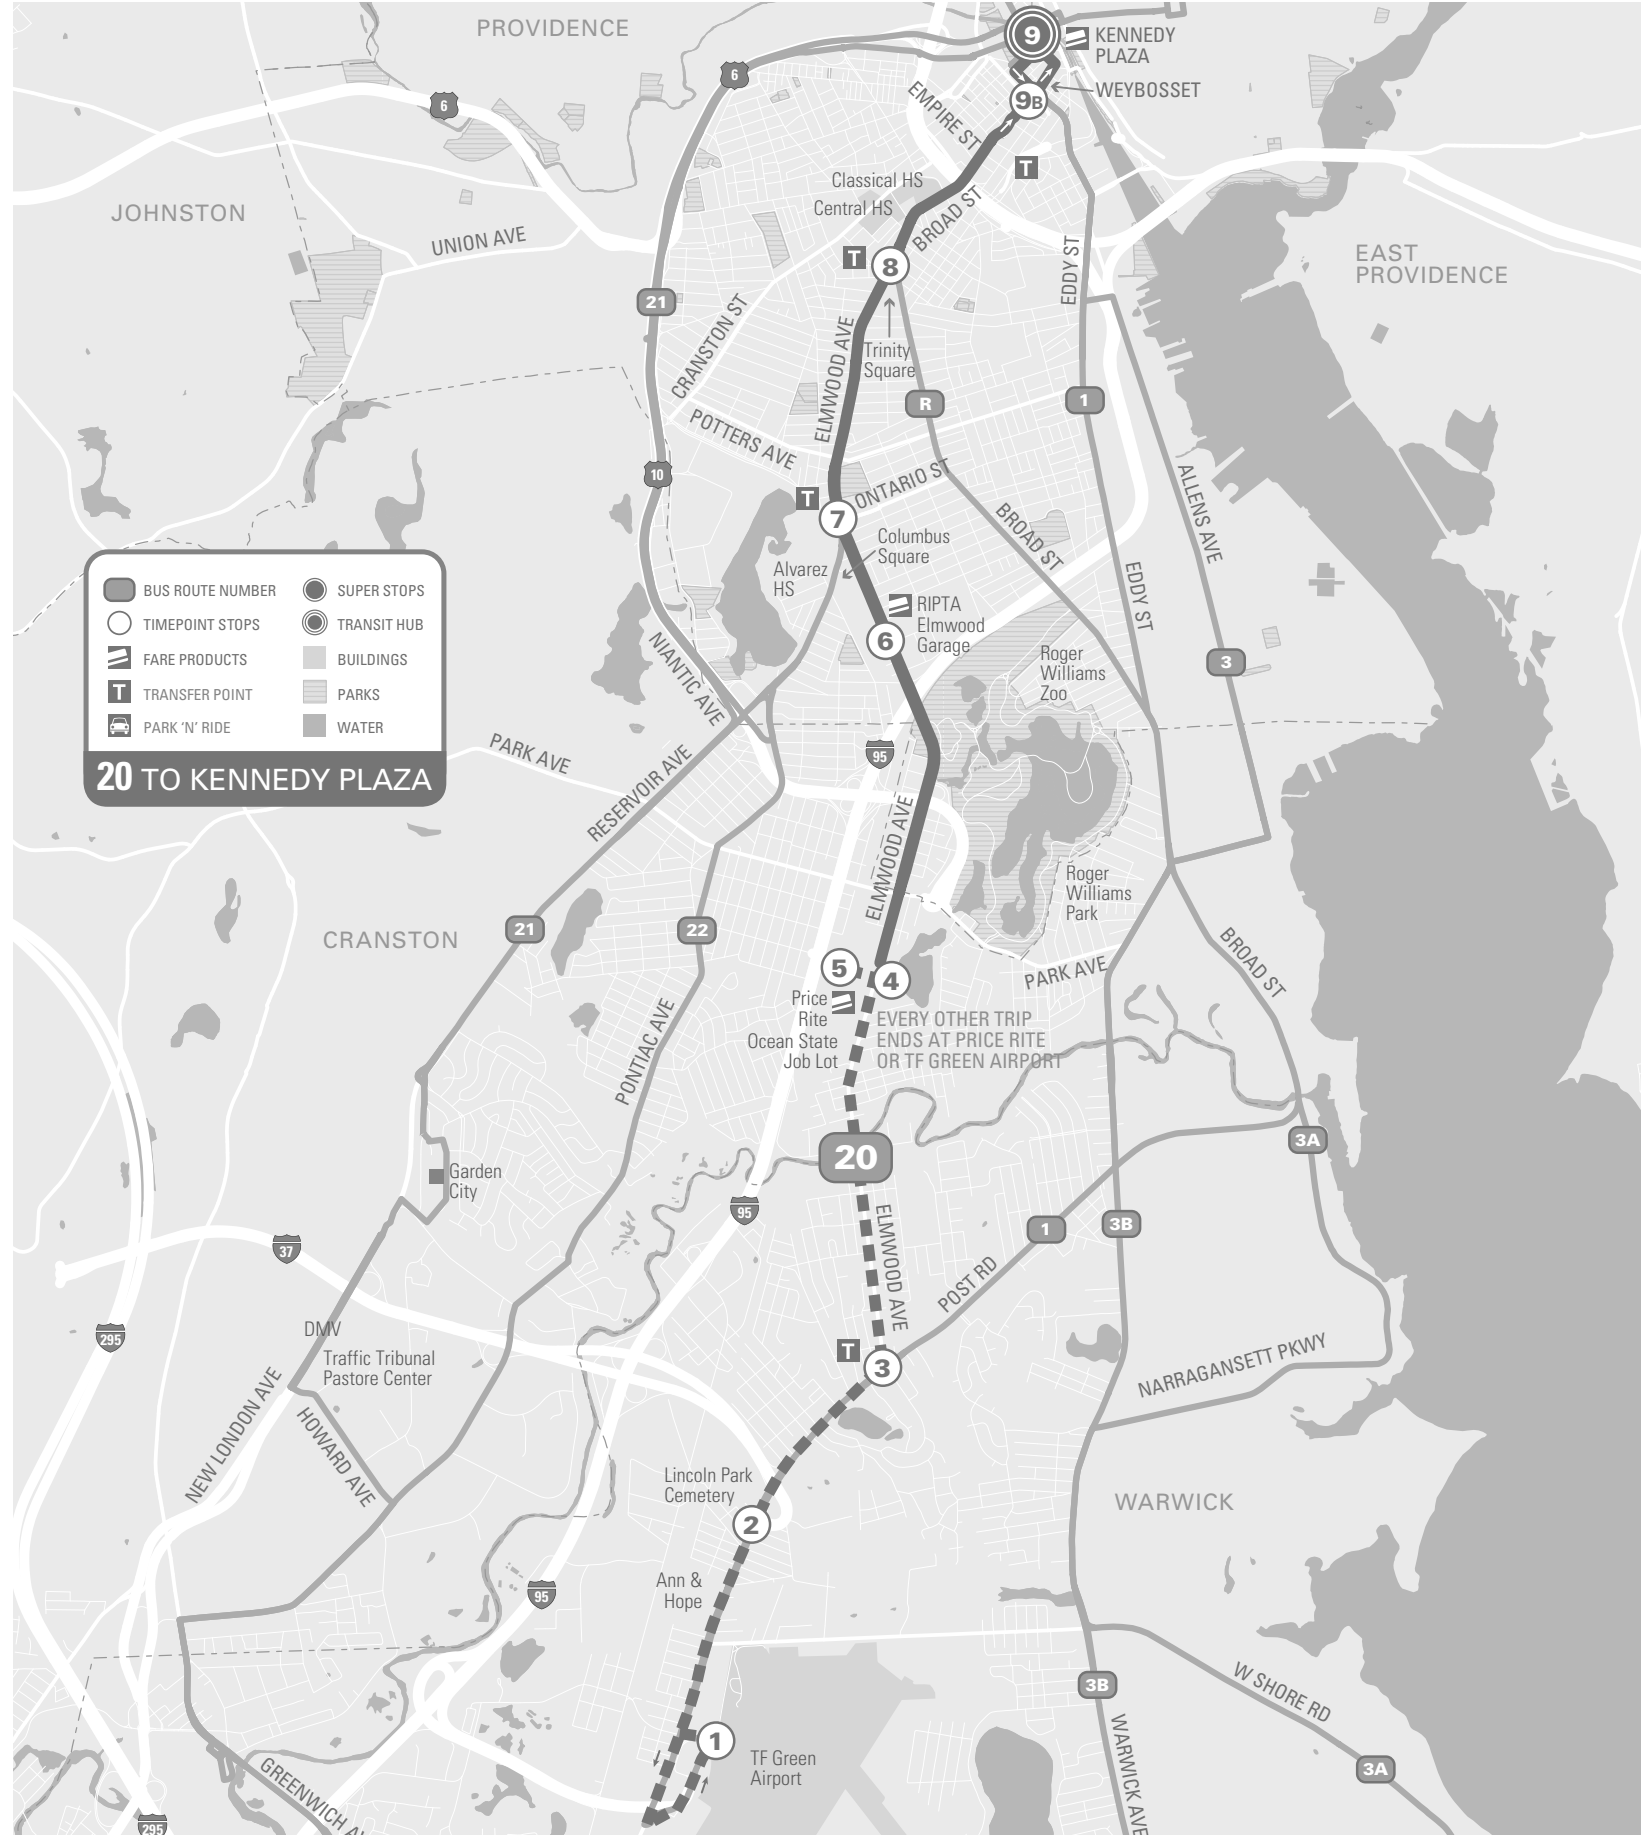 PROVIDENCE
9
KENNEDY
PLAZA
6
6
WEYBOSSET
9B
EMPIRE ST
T
Classical HS
Central HS
JOHNSTON
BROAD ST
UNION AVE
EDDY ST
EAST
PROVIDENCE
T
8
21
CRANSTON ST
ELMWOOD AVE
Trinity
Square
R
1
POTTERS AVE
10
ONTARIO ST
ALLENS AVE
T
7
BROAD ST
Columbus
Square
Alvarez
HS
EDDY ST
BUS ROUTE NUMBER
SUPER STOPS
TIMEPOINT STOPS
TRANSIT HUB
FARE PRODUCTS
BUILDINGS
T
TRANSFER POINT
PARKS
PARK 'N' RIDE
WATER
20 TO KENNEDY PLAZA
RIPTA
Elmwood
Garage
6
NIANTIC AVE
Roger
Williams
Zoo
3
PARK AVE
95
RESERVOIR AVE
ELMWOOD AVE
Roger
Williams
Park
21
22
CRANSTON
BROAD ST
5
4
PARK AVE
Price
Rite
Ocean State
Job Lot
EVERY OTHER TRIP
ENDS AT PRICE RITE
OR TF GREEN AIRPORT
PONTIAC AVE
20
3A
Garden
City
95
ELMWOOD AVE
1
3B
37
POST RD
295
DMV
Traffic Tribunal
Pastore Center
T
3
NARRAGANSETT PKWY
NEW LONDON AVE
HOWARD AVE
Lincoln Park
Cemetery
WARWICK
2
Ann &
Hope
95
3B
W SHORE RD
1
TF Green
Airport
3A
WARWICK AVE
GREENWICH AV
295